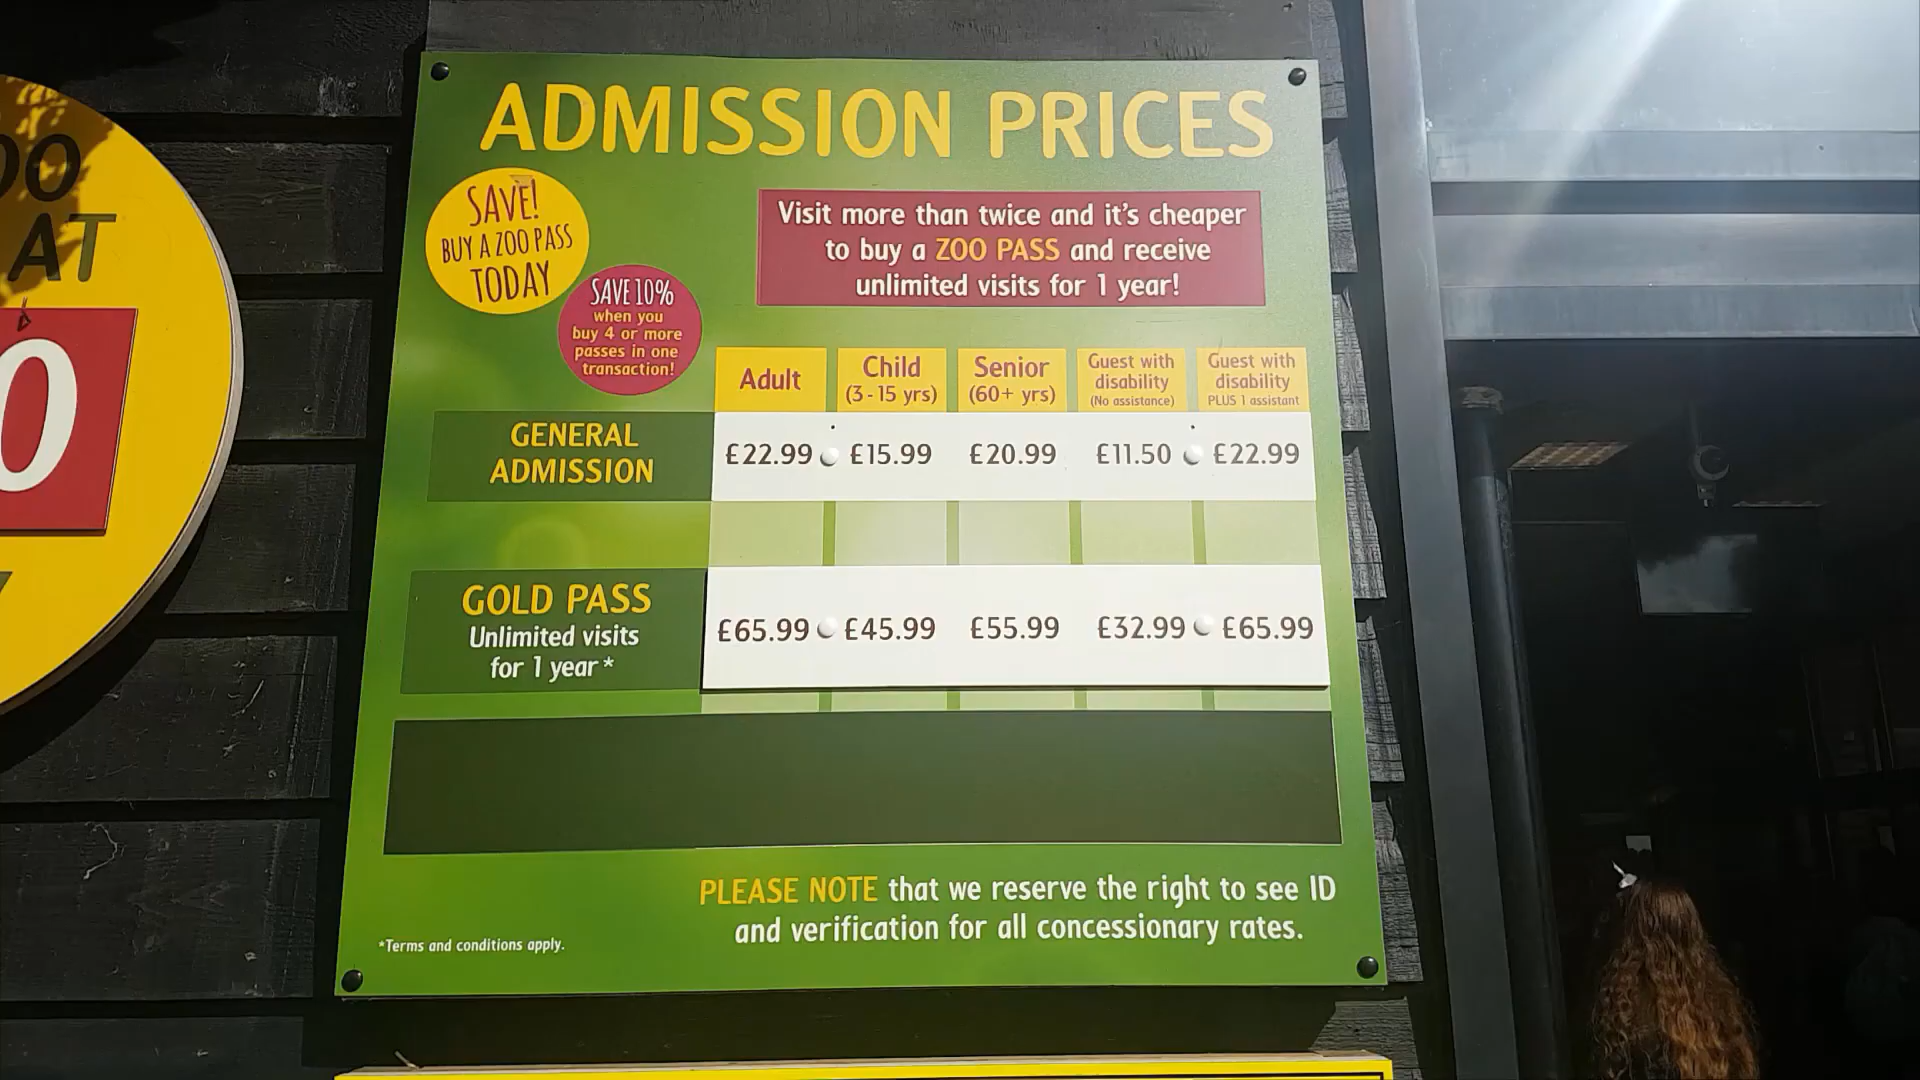 OO
AT
0
ADMISSION PRICES
SAVE!
BUY A ZOO PASS
TODAY
SAVE 10%
when you
buy 4 or more
passes in one
transaction!
Visit more than twice and it's cheaper
to buy a ZOO PASS and receive
unlimited visits for 1 year!
Adult
Child
(3-15 yrs)
Senior
(60+ yrs)
Guest with
disability
(No assistance)
Guest with
disability
PLUS 1 assistant
GENERAL
ADMISSION
£22.99 £15.99 £20.99 £11.50 £22.99
GOLD PASS
Unlimited visits
for 1 year*
£65.99 £45.99 £55.99 £32.99 £65.99
PLEASE NOTE that we reserve the right to see ID
and verification for all concessionary rates.
*Terms and conditions apply.